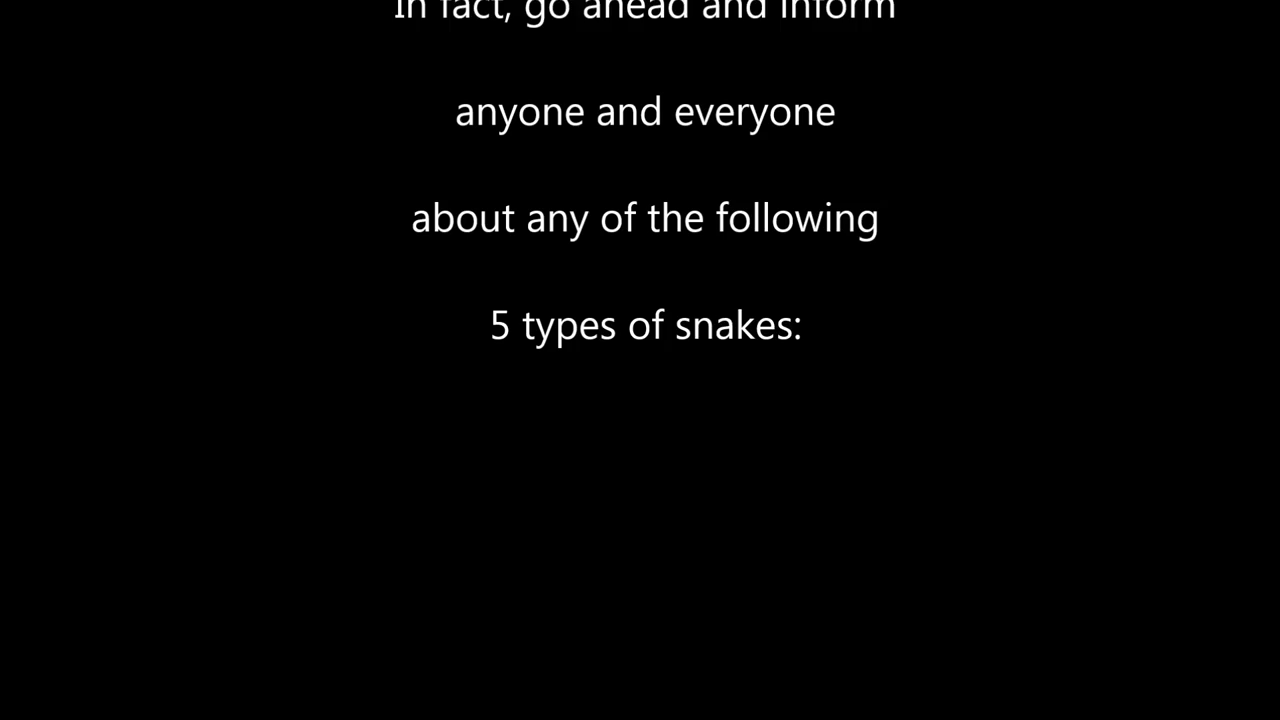 In fact, go ahead and inform
anyone and everyone
about any of the following
5 types of snakes: